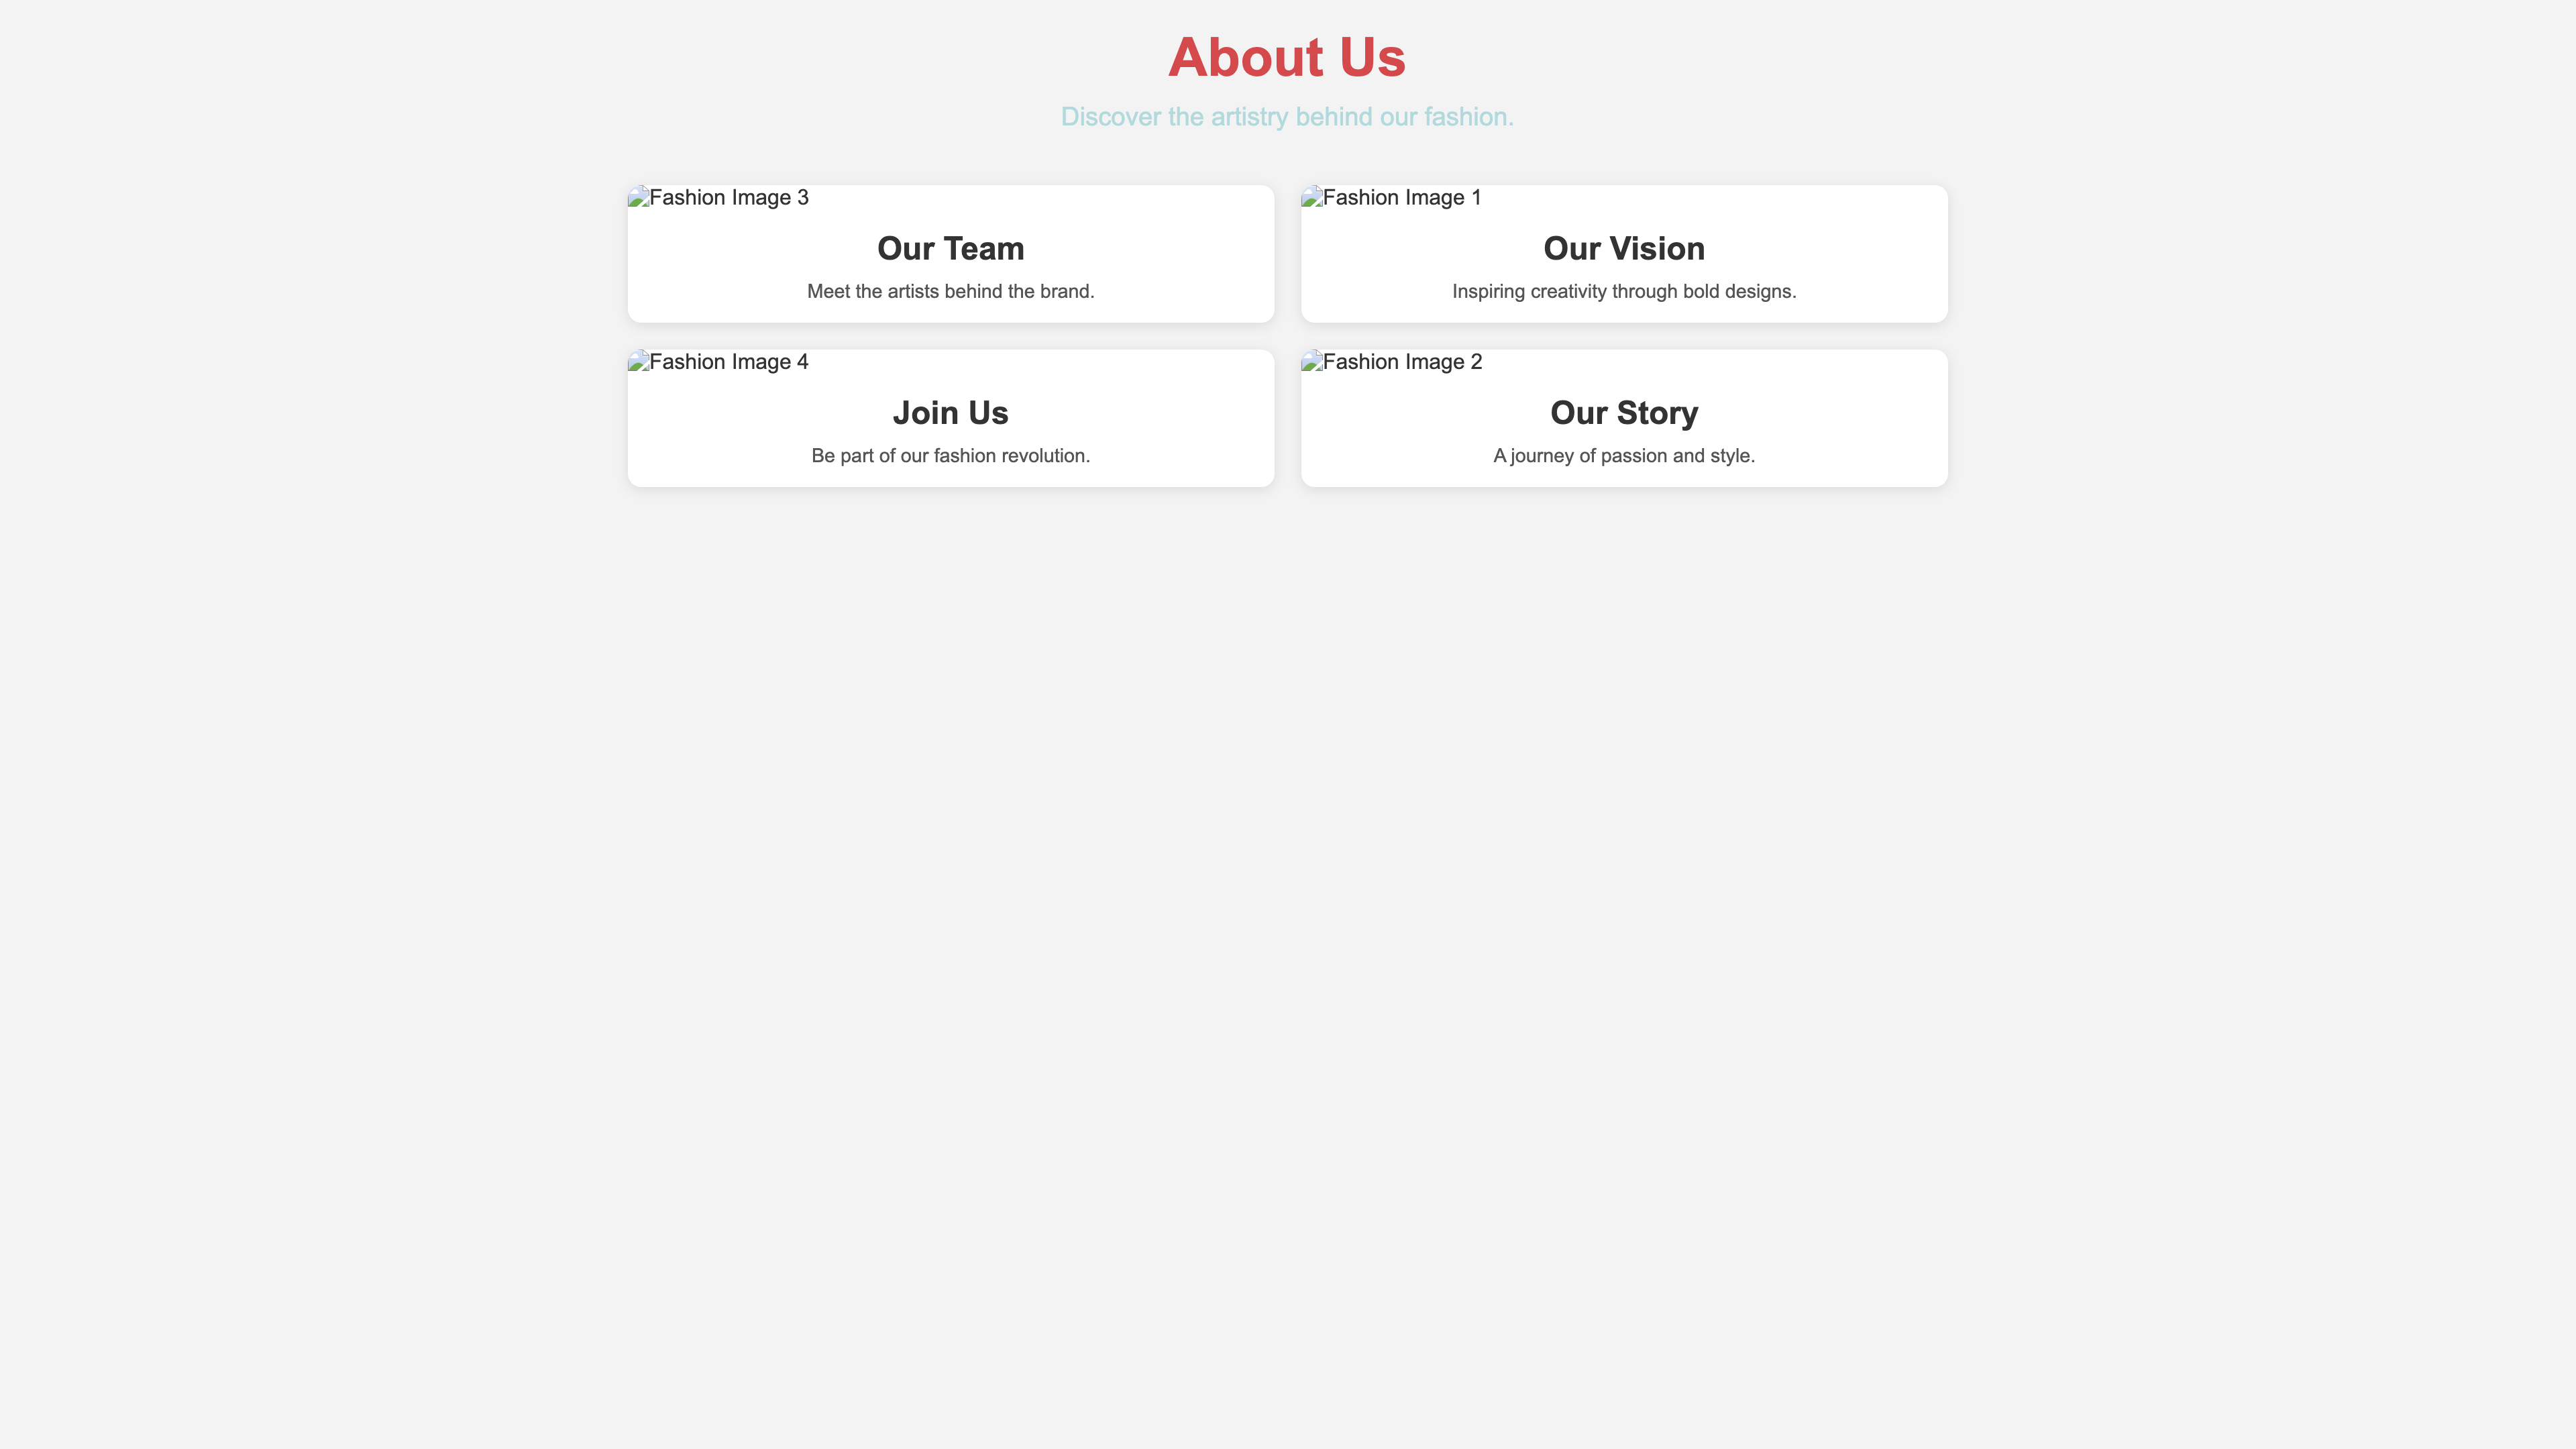 About Us
Discover the artistry behind our fashion.
Fashion Image 3
Our Team
Meet the artists behind the brand.
Fashion Image 1
Our Vision
Inspiring creativity through bold designs.
Fashion Image 4
Join Us
Be part of our fashion revolution.
Fashion Image 2
Our Story
A journey of passion and style.